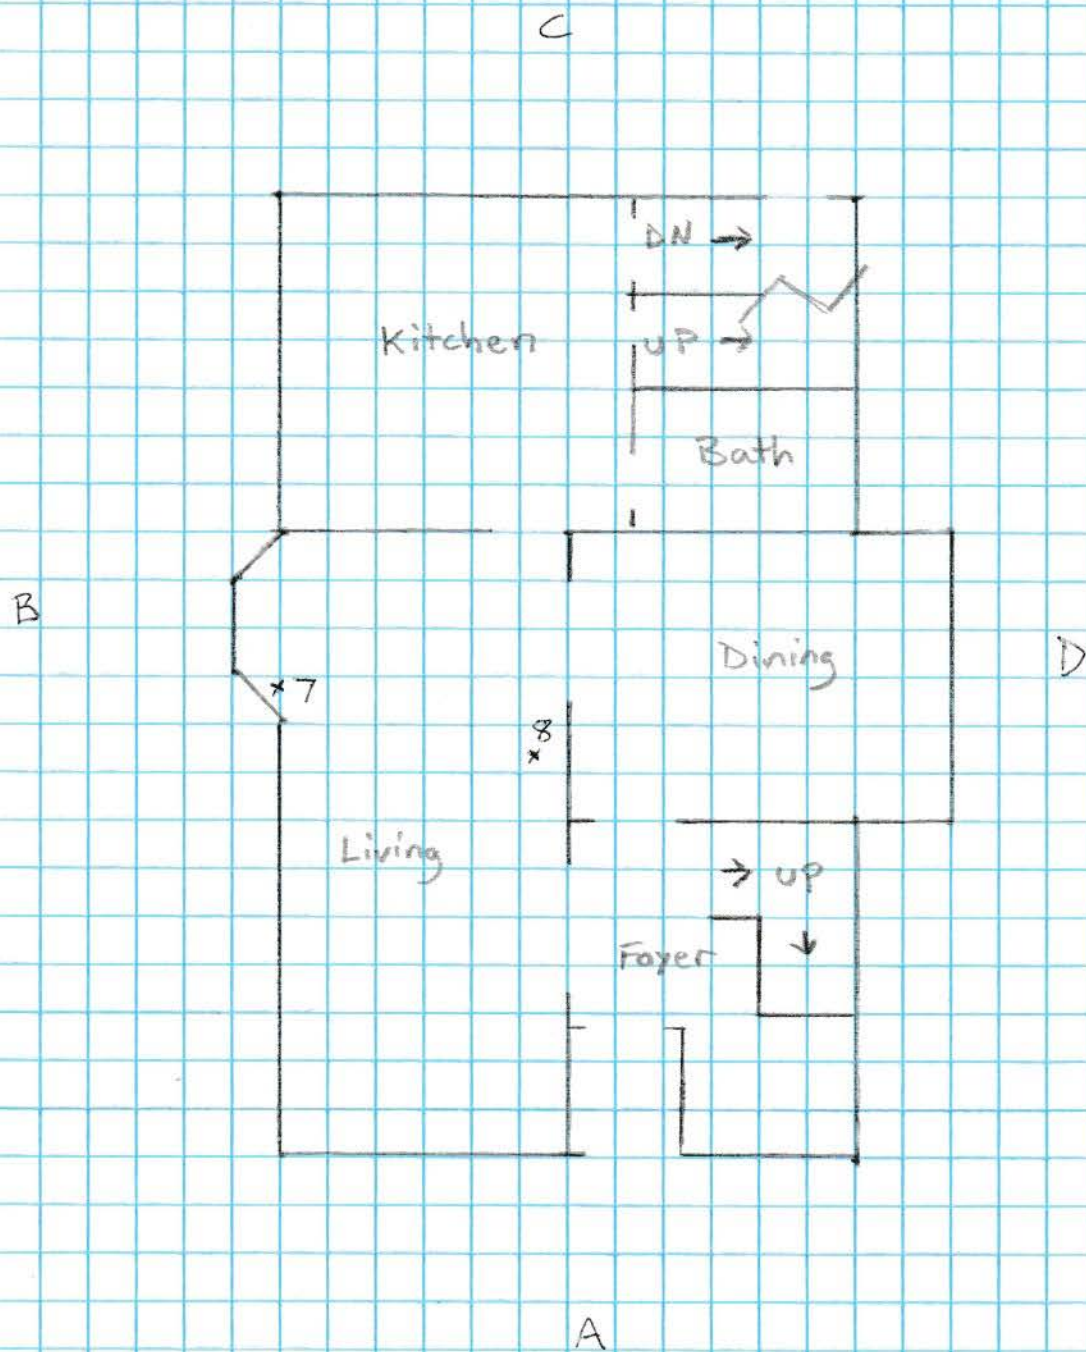 C
DN →
Kitchen
UP →
Bath
B
Dining
D
x 7
8
x
Living
→ UP
↓
Foyer
A